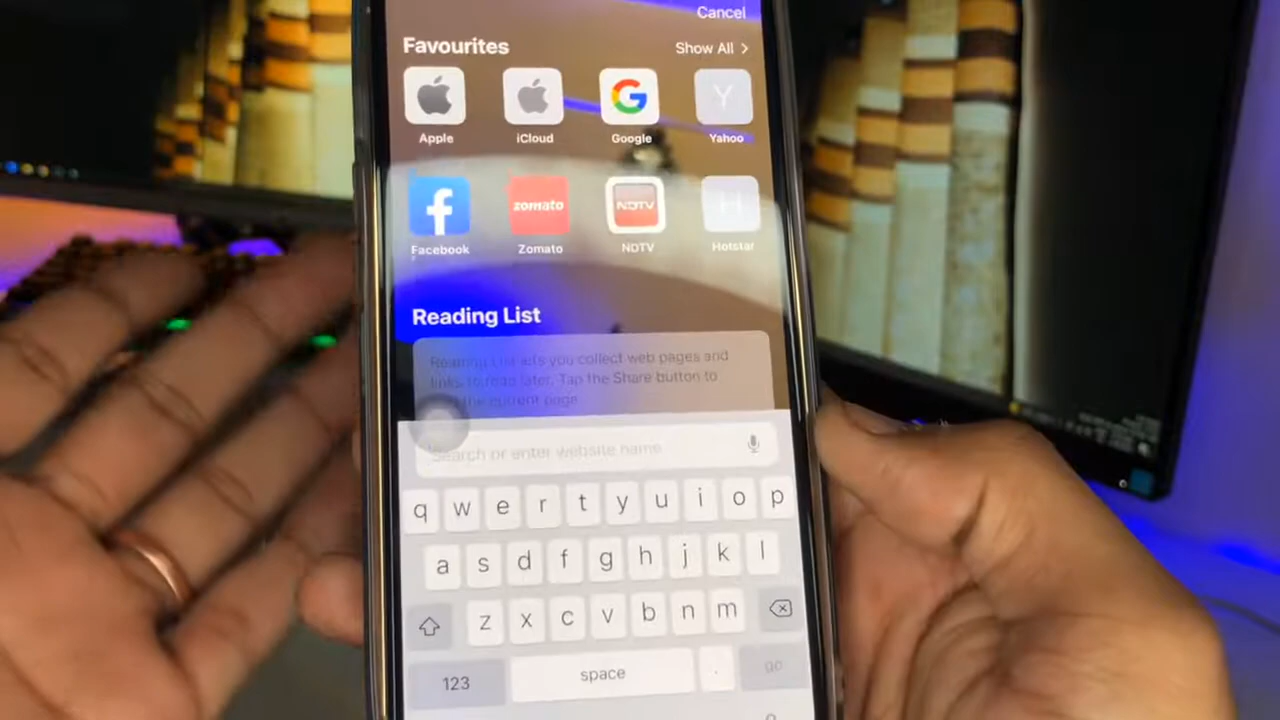 Cancel
Favourites
Show All >
Apple
iCloud
G
Google
Y
Yahoo
f
Facebook
zomato
Zomato
NDTV
NDTV
H
Hotstar
Reading List
Reading List lets you collect web pages and
links to read later. Tap the Share button to
the current page.
Search or enter website name
q w e r t y u i o p
a s d f g h j k l
z x c v b n m
123 space . go